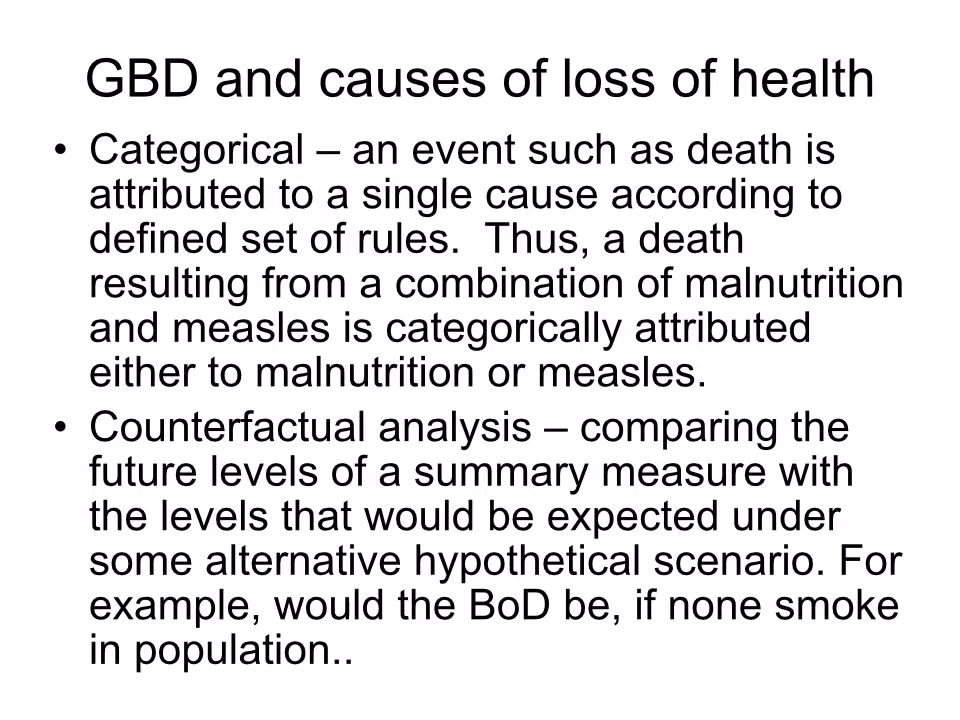 GBD and causes of loss of health
• Categorical – an event such as death is
attributed to a single cause according to
defined set of rules.  Thus, a death
resulting from a combination of malnutrition
and measles is categorically attributed
either to malnutrition or measles.
• Counterfactual analysis – comparing the
future levels of a summary measure with
the levels that would be expected under
some alternative hypothetical scenario. For
example, would the BoD be, if none smoke
in population..